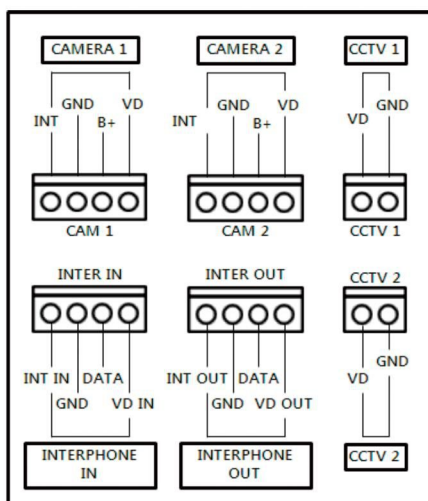 CAMERA 1
CAMERA 2
CCTV 1
GND VD
INT B+
GND VD
INT B+
GND
VD
CAM 1
CAM 2
CCTV 1
INTER IN
INTER OUT
CCTV 2
INT IN DATA
GND VD IN
INT OUT DATA
GND VD OUT
GND
VD
INTERPHONE
IN
INTERPHONE
OUT
CCTV 2